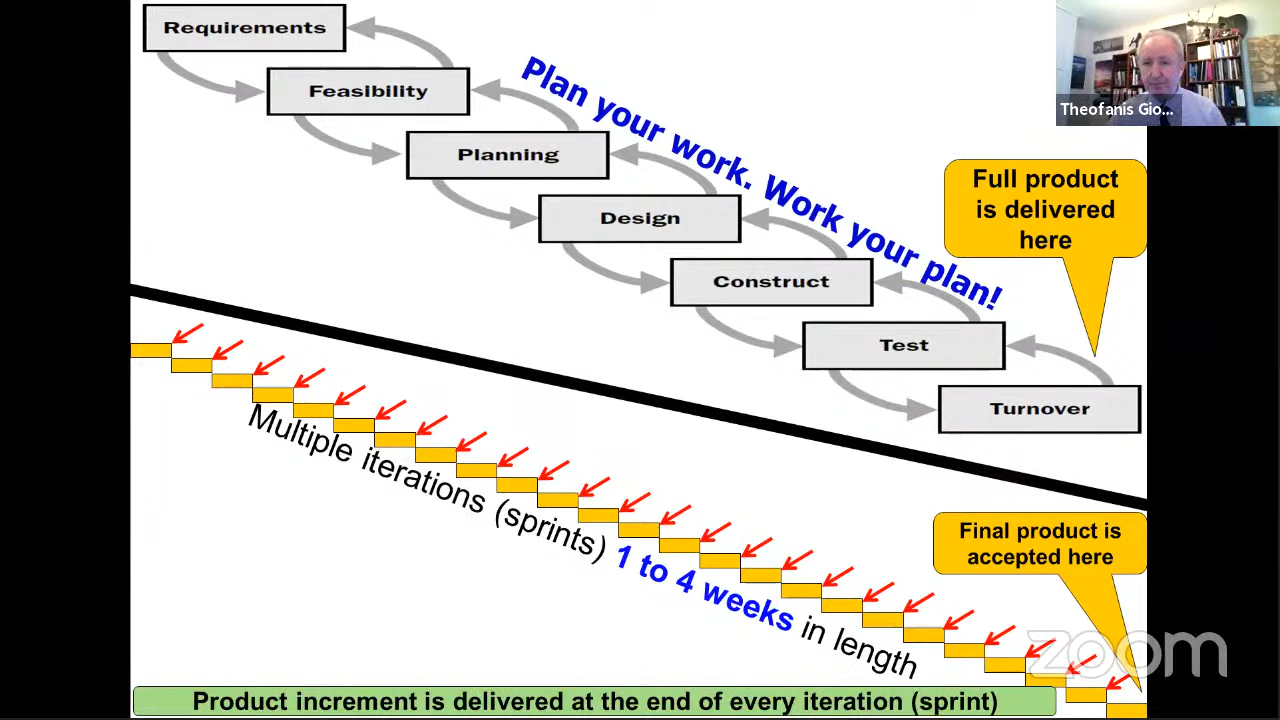 Requirements
Feasibility
Planning
Design
Construct
Test
Turnover
Plan your work. Work your plan!
Theofanis Gio...
Full product
is delivered
here
Multiple iterations (sprints) 1 to 4 weeks in length
Final product is
accepted here
zoom
Product increment is delivered at the end of every iteration (sprint)